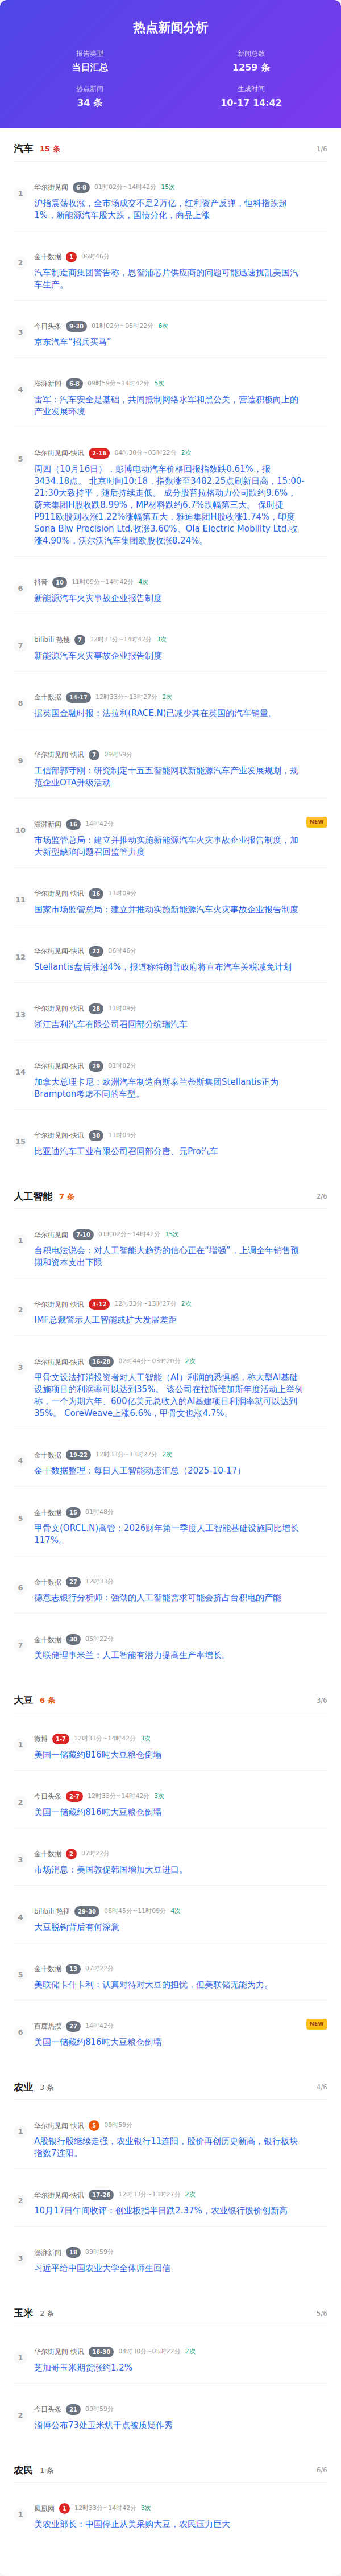 热点新闻分析
报告类型
当日汇总
新闻总数
1259 条
热点新闻
34 条
生成时间
10-17 14:42
汽车 15 条 1/6
1
华尔街见闻 6-8 01时02分~14时42分 15次
沪指震荡收涨，全市场成交不足2万亿，红利资产反弹，恒科指跌超
1%，新能源汽车股大跌，国债分化，商品上涨
2
金十数据 1 06时46分
汽车制造商集团警告称，恩智浦芯片供应商的问题可能迅速扰乱美国汽
车生产。
3
今日头条 9-30 01时02分~05时22分 6次
京东汽车“招兵买马”
4
澎湃新闻 6-8 09时59分~14时42分 5次
雷军：汽车安全是基础，共同抵制网络水军和黑公关，营造积极向上的
产业发展环境
5
华尔街见闻-快讯 2-16 04时30分~05时22分 2次
周四（10月16日），彭博电动汽车价格回报指数跌0.61%，报
3434.18点。 北京时间10:18，指数涨至3482.25点刷新日高，15:00-
21:30大致持平，随后持续走低。 成分股普拉格动力公司跌约9.6%，
蔚来集团H股收跌8.99%，MP材料跌约6.7%跌幅第三大。 保时捷
P911欧股则收涨1.22%涨幅第五大，雅迪集团H股收涨1.74%，印度
Sona Blw Precision Ltd.收涨3.60%、Ola Electric Mobility Ltd.收
涨4.90%，沃尔沃汽车集团欧股收涨8.24%。
6
抖音 10 11时09分~14时42分 4次
新能源汽车火灾事故企业报告制度
7
bilibili 热搜 7 12时33分~14时42分 3次
新能源汽车火灾事故企业报告制度
8
金十数据 14-17 12时33分~13时27分 2次
据英国金融时报：法拉利(RACE.N)已减少其在英国的汽车销量。
9
华尔街见闻-快讯 7 09时59分
工信部郭守刚：研究制定十五五智能网联新能源汽车产业发展规划，规
范企业OTA升级活动
10
澎湃新闻 16 14时42分 NEW
市场监管总局：建立并推动实施新能源汽车火灾事故企业报告制度，加
大新型缺陷问题召回监管力度
11
华尔街见闻-快讯 16 11时09分
国家市场监管总局：建立并推动实施新能源汽车火灾事故企业报告制度
12
华尔街见闻-快讯 22 06时46分
Stellantis盘后涨超4%，报道称特朗普政府将宣布汽车关税减免计划
13
华尔街见闻-快讯 28 11时09分
浙江吉利汽车有限公司召回部分缤瑞汽车
14
华尔街见闻-快讯 29 01时02分
加拿大总理卡尼：欧洲汽车制造商斯泰兰蒂斯集团Stellantis正为
Brampton考虑不同的车型。
15
华尔街见闻-快讯 30 11时09分
比亚迪汽车工业有限公司召回部分唐、元Pro汽车
人工智能 7 条 2/6
1
华尔街见闻 7-10 01时02分~14时42分 15次
台积电法说会：对人工智能大趋势的信心正在“增强”，上调全年销售预
期和资本支出下限
2
华尔街见闻-快讯 3-12 12时33分~13时27分 2次
IMF总裁警示人工智能或扩大发展差距
3
华尔街见闻-快讯 16-28 02时44分~03时20分 2次
甲骨文设法打消投资者对人工智能（AI）利润的恐惧感，称大型AI基础
设施项目的利润率可以达到35%。 该公司在拉斯维加斯年度活动上举例
称，一个为期六年、600亿美元总收入的AI基建项目利润率就可以达到
35%。 CoreWeave上涨6.6%，甲骨文也涨4.7%。
4
金十数据 19-22 12时33分~13时27分 2次
金十数据整理：每日人工智能动态汇总（2025-10-17）
5
金十数据 15 01时48分
甲骨文(ORCL.N)高管：2026财年第一季度人工智能基础设施同比增长
117%。
6
金十数据 27 12时33分
德意志银行分析师：强劲的人工智能需求可能会挤占台积电的产能
7
金十数据 30 05时22分
美联储理事米兰：人工智能有潜力提高生产率增长。
大豆 6 条 3/6
1
微博 1-7 12时33分~14时42分 3次
美国一储藏约816吨大豆粮仓倒塌
2
今日头条 2-7 12时33分~14时42分 3次
美国一储藏约816吨大豆粮仓倒塌
3
金十数据 2 07时22分
市场消息：美国敦促韩国增加大豆进口。
4
bilibili 热搜 29-30 06时45分~11时09分 4次
大豆脱钩背后有何深意
5
金十数据 13 07时22分
美联储卡什卡利：认真对待对大豆的担忧，但美联储无能为力。
6
百度热搜 27 14时42分 NEW
美国一储藏约816吨大豆粮仓倒塌
农业 3 条 4/6
1
华尔街见闻-快讯 5 09时59分
A股银行股继续走强，农业银行11连阳，股价再创历史新高，银行板块
指数7连阳。
2
华尔街见闻-快讯 17-26 12时33分~13时27分 2次
10月17日午间收评：创业板指半日跌2.37%，农业银行股价创新高
3
澎湃新闻 18 09时59分
习近平给中国农业大学全体师生回信
玉米 2 条 5/6
1
华尔街见闻-快讯 16-30 04时30分~05时22分 2次
芝加哥玉米期货涨约1.2%
2
今日头条 21 09时59分
淄博公布73处玉米烘干点被质疑作秀
农民 1 条 6/6
1
凤凰网 1 12时33分~14时42分 3次
美农业部长：中国停止从美采购大豆，农民压力巨大